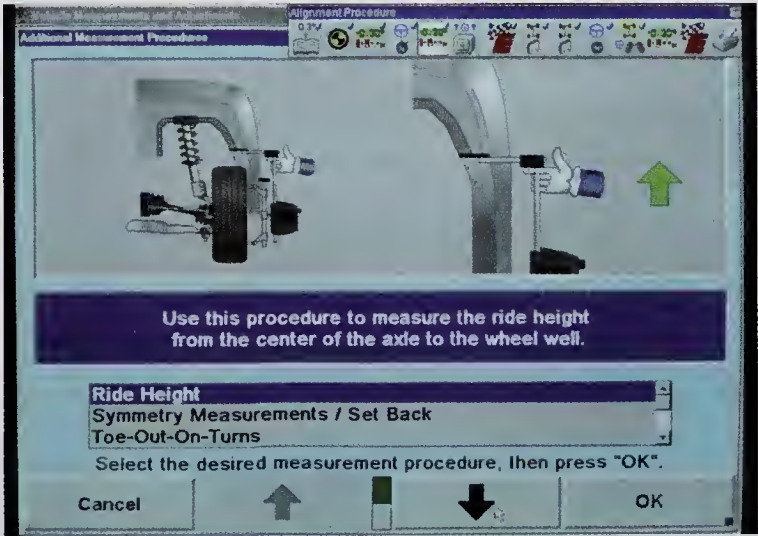 Alignment Procedure
Additional Measurement Procedures
Use this procedure to measure the ride height
from the center of the axle to the wheel well.
Ride Height
Symmetry Measurements / Set Back
Toe-Out-On-Turns
Select the desired measurement procedure, then press "OK".
Cancel
OK